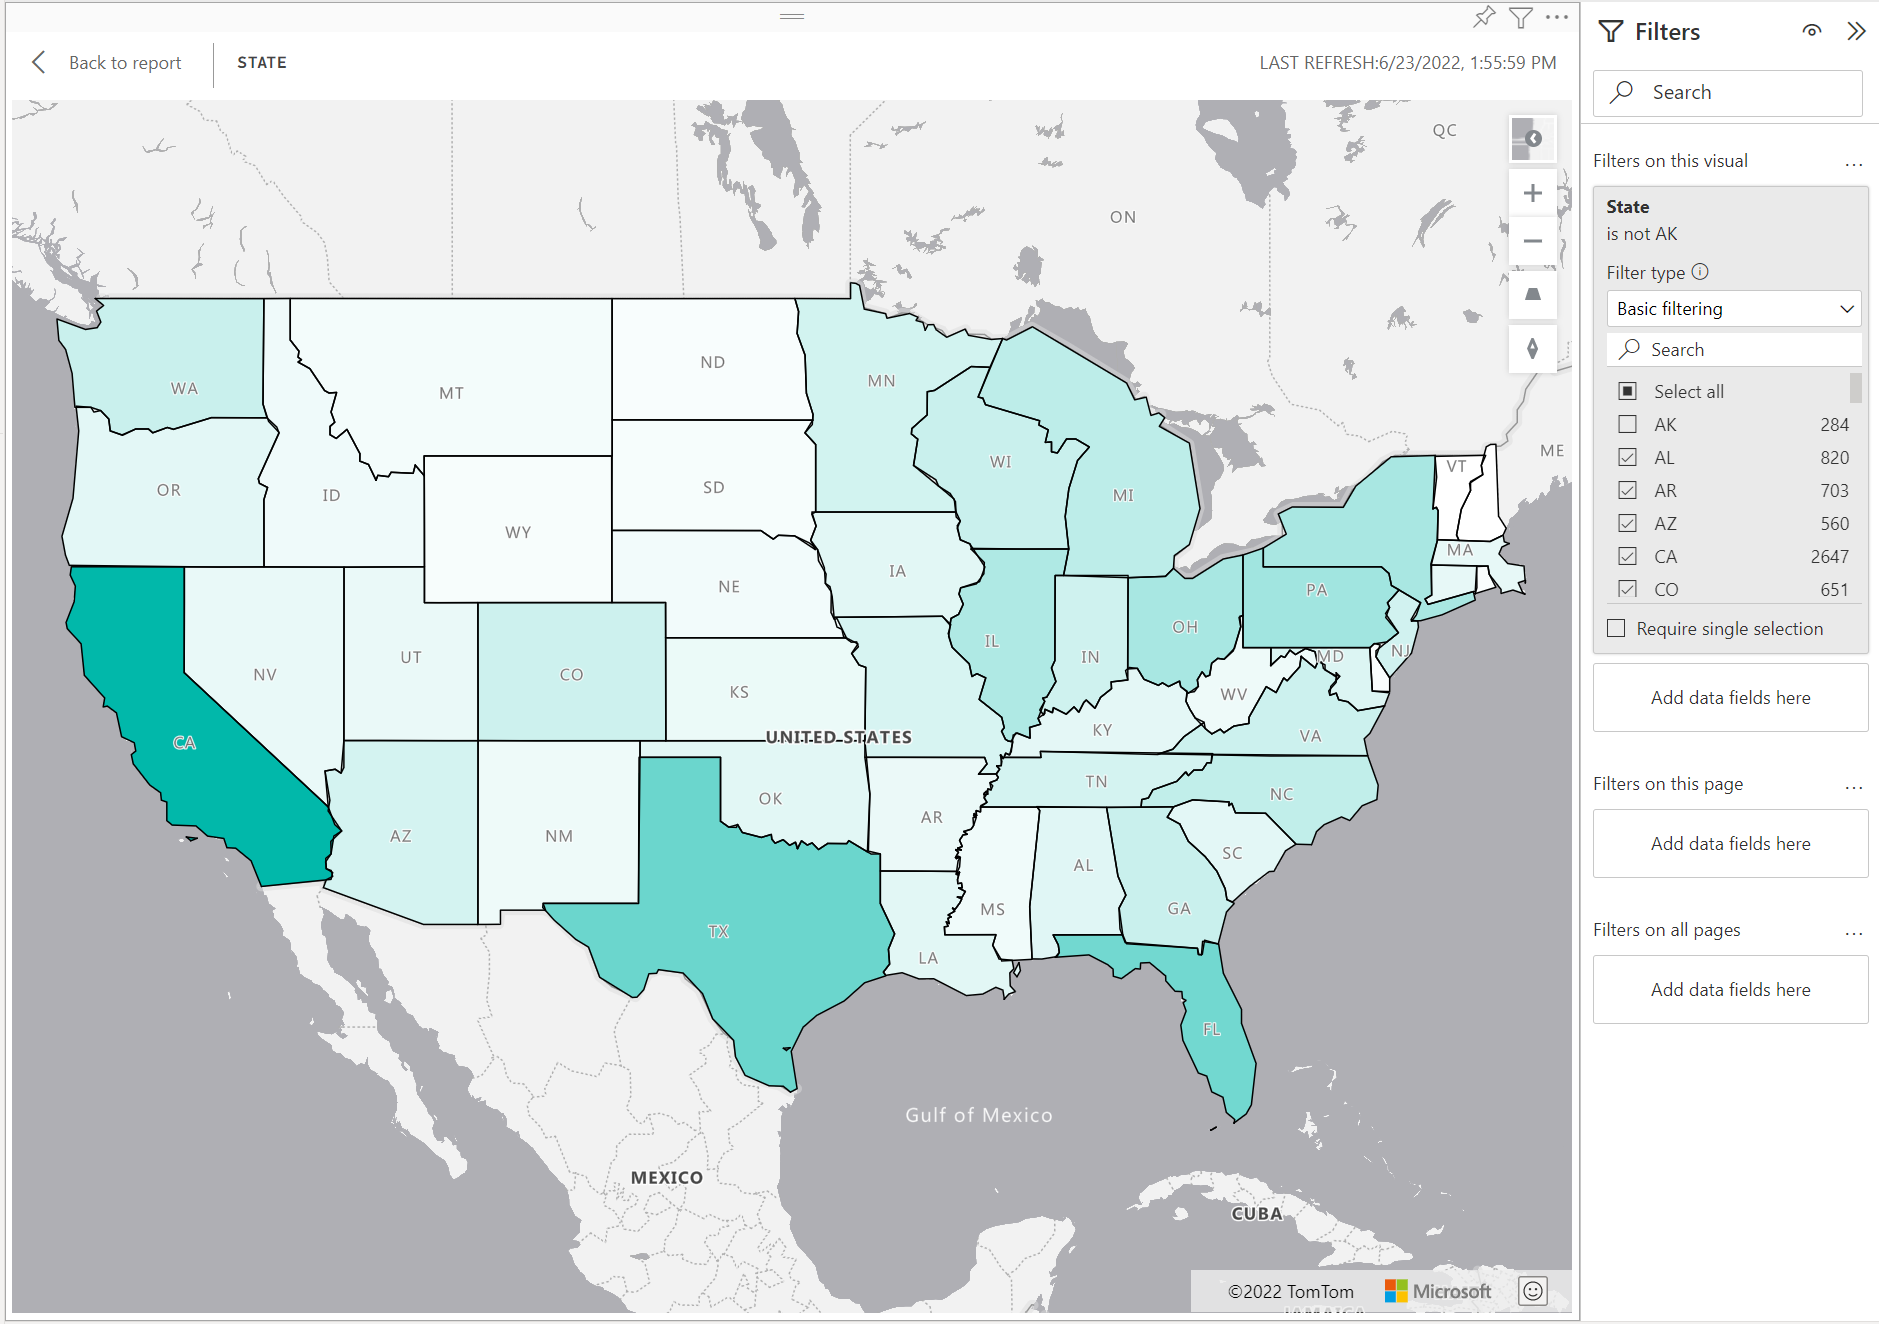 Back to report
STATE
LAST REFRESH:6/23/2022, 1:55:59 PM
QC
ON
ND
MN
MT
WA
ME
WI
VT
SD
OR
ID
MI
WY
MA
IA
NE
PA
OH
IL
NJ
MD
IN
UT
NV
CO
KS
WV
KY
VA
UNITED STATES
CA
TN
NC
OK
AR
AZ
NM
SC
AL
MS
GA
TX
LA
FL
Gulf of Mexico
MEXICO
CUBA
©2022 TomTom
Microsoft
JAMAICA
Filters
Search
Filters on this visual
...
State
is not AK
Filter type
Basic filtering
Search
Select all
AK 284
AL 820
AR 703
AZ 560
CA 2647
CO 651
Require single selection
Add data fields here
Filters on this page
...
Add data fields here
Filters on all pages
...
Add data fields here